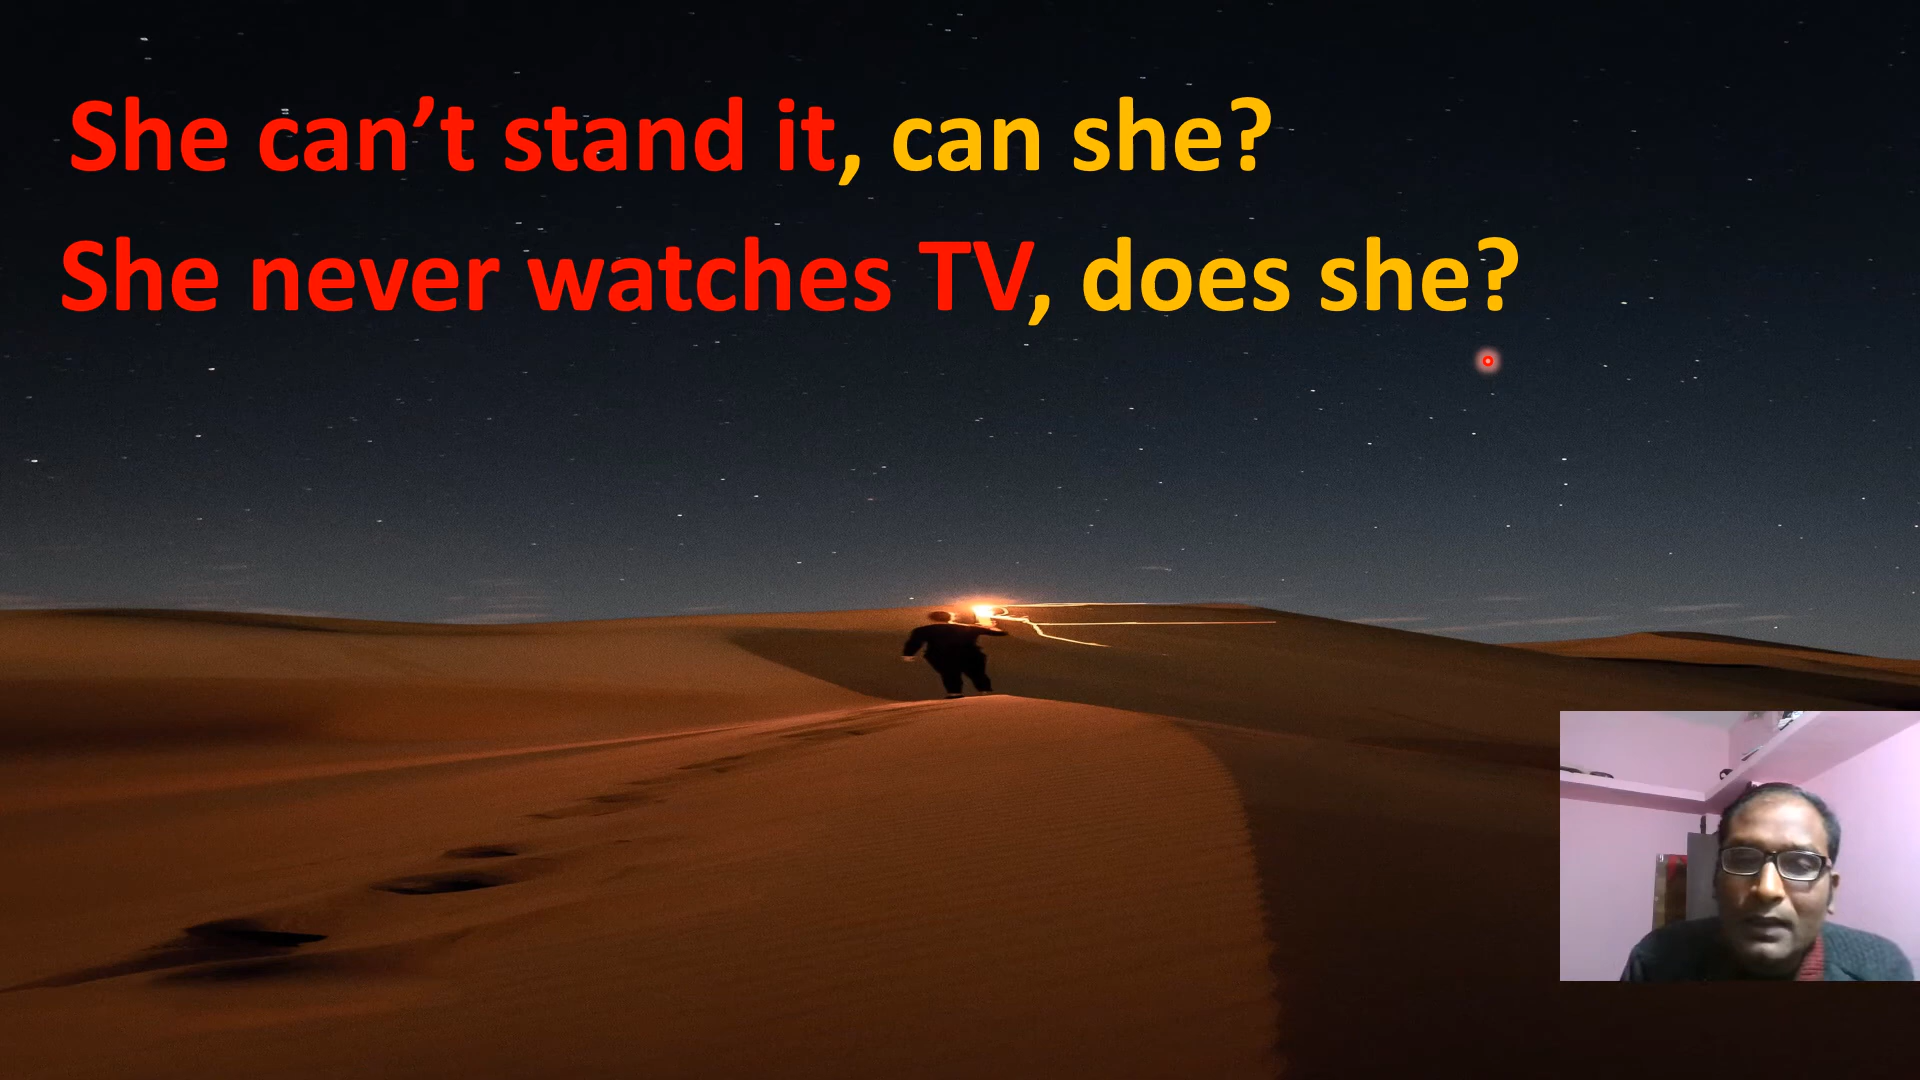 She can’t stand it, can she?
She never watches TV, does she?